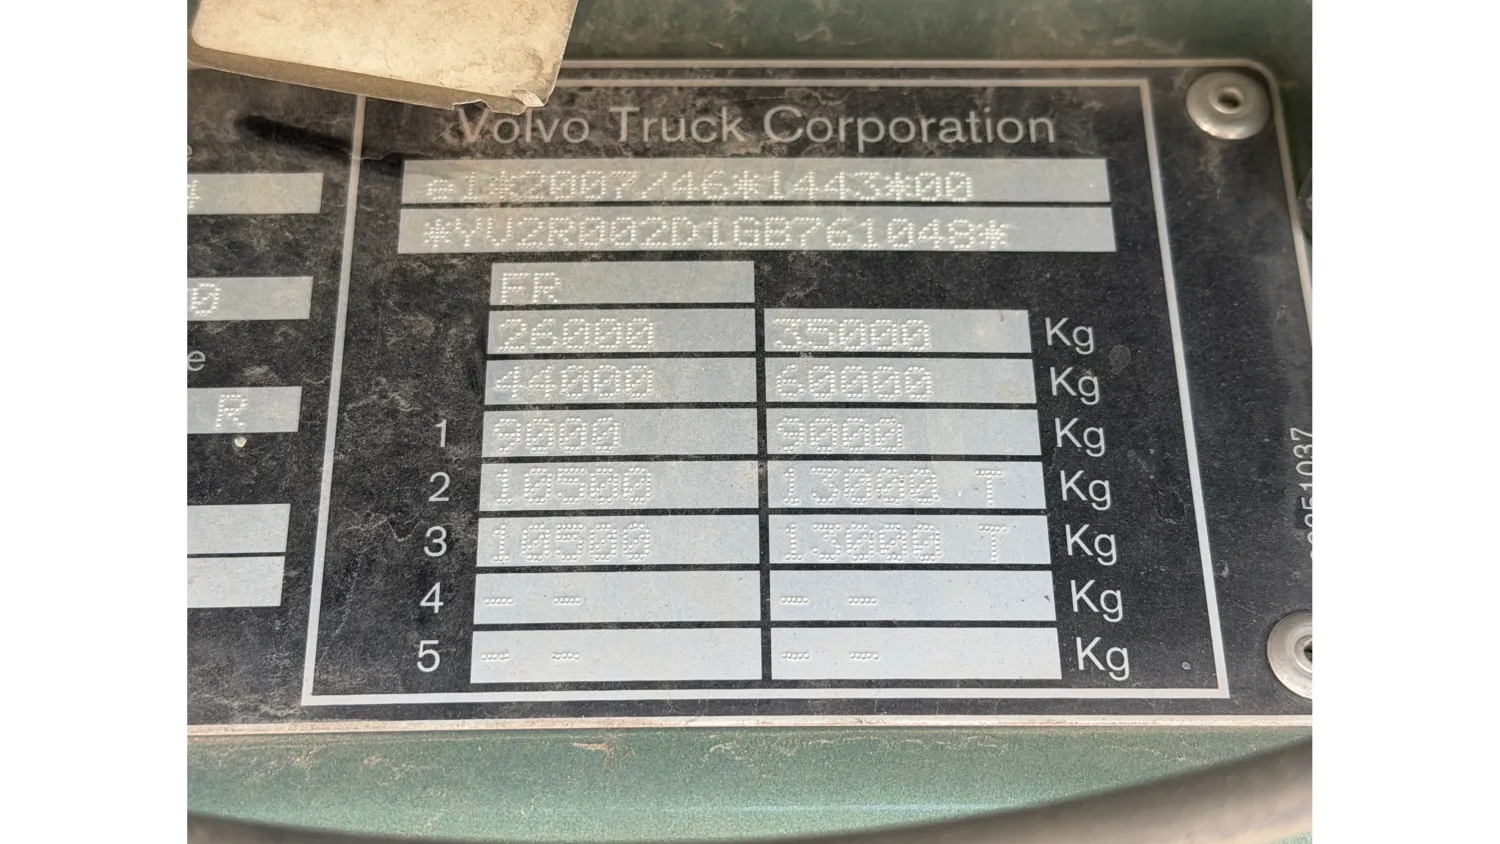 Volvo Truck Corporation
e1*2007/46*1443*00
*YV2R002D1GB761048*
FR
26000 35000 Kg
44000 60000 Kg
1 9000 9000 Kg
2 10500 13000 T Kg
3 10500 13000 T Kg
4 -- -- -- -- Kg
5 -- -- -- -- Kg
0
e
R